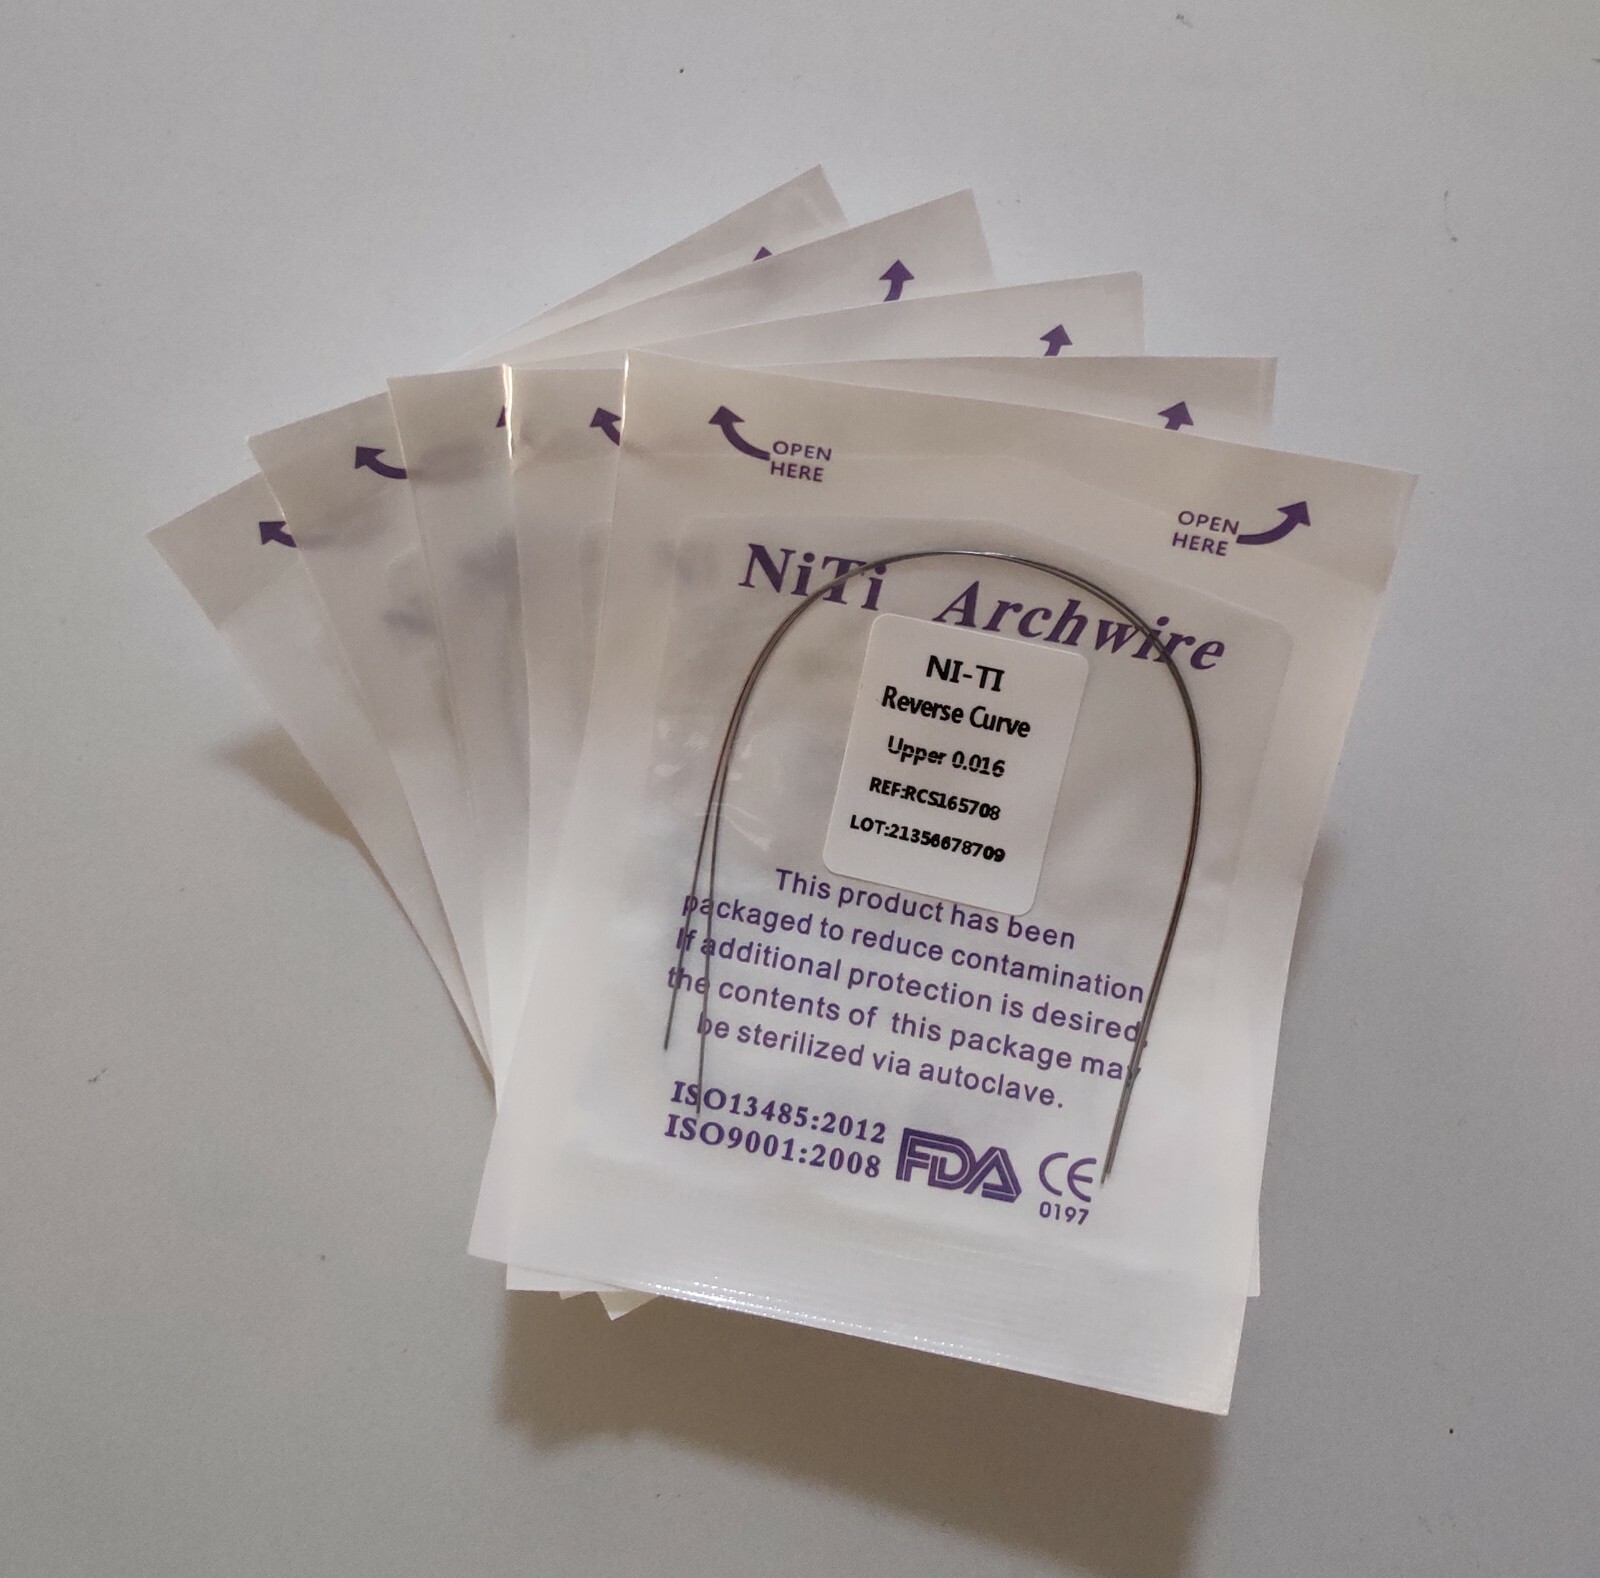 OPEN
HERE
OPEN
HERE
NiTi Archwire
NI-TI
Reverse Curve
Upper 0.016
REF:RCS165708
LOT:21356678709
This product has been
packaged to reduce contamination
If additional protection is desired,
the contents of this package may
be sterilized via autoclave.
ISO13485:2012
ISO9001:2008
FDA
CE
0197